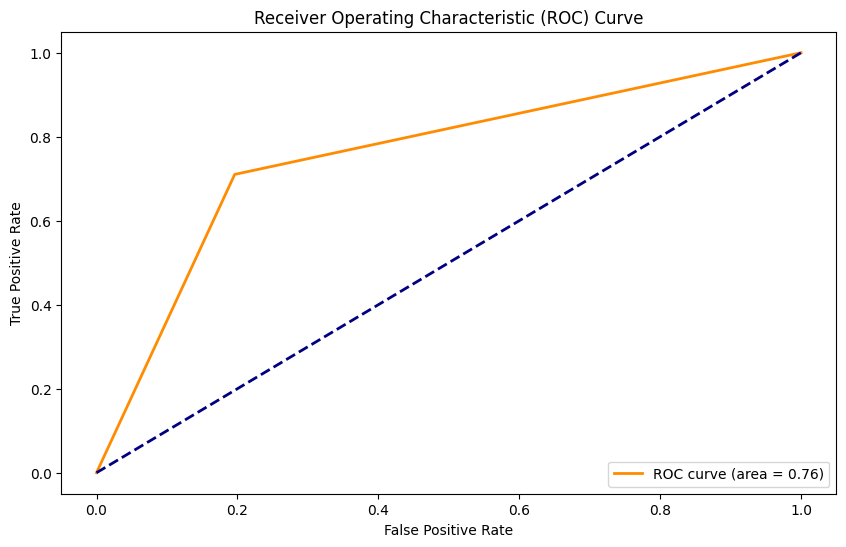 Receiver Operating Characteristic (ROC) Curve
1.0
0.8
0.6
0.4
0.2
0.0
True Positive Rate
0.0 0.2 0.4 0.6 0.8 1.0
False Positive Rate
ROC curve (area = 0.76)